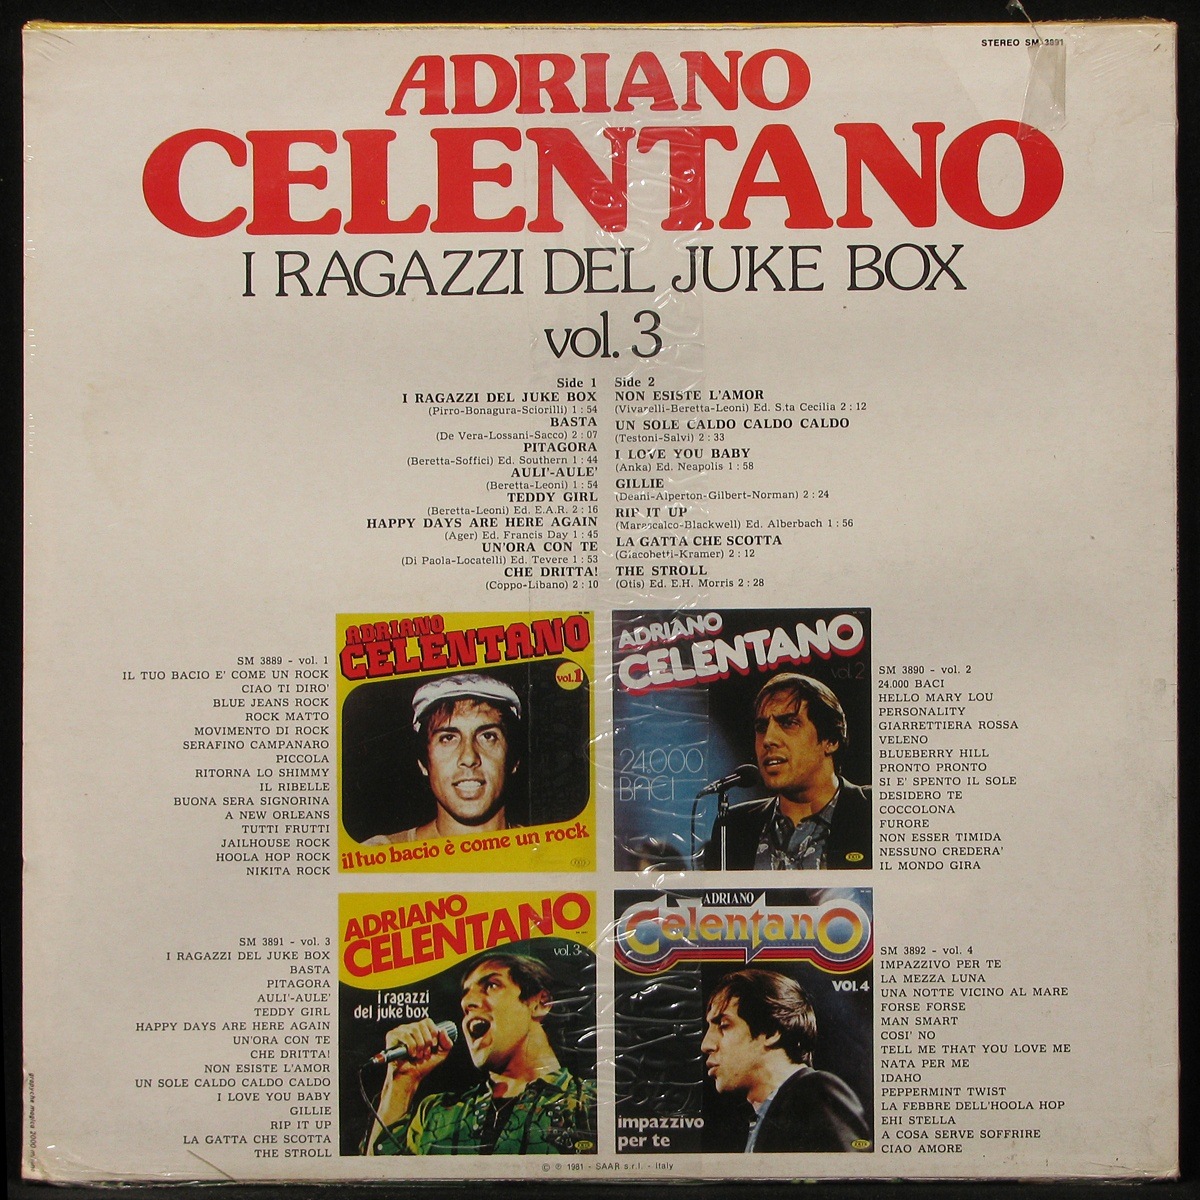 STEREO SM 3891
ADRIANO
CELENTANO
I RAGAZZI DEL JUKE BOX
vol. 3
Side 1
I RAGAZZI DEL JUKE BOX
(Pirro-Bonagura-Sciorilli) 1 : 54
BASTA
(De Vera-Lossani-Sacco) 2 : 07
PITAGORA
(Beretta-Soffici) Ed. Southern 1 : 44
AULI'-AULE'
(Beretta-Leoni) 1 : 54
TEDDY GIRL
(Beretta-Leoni) Ed. E.A.R. 2 : 16
HAPPY DAYS ARE HERE AGAIN
(Ager) Ed. Francis Day 1 : 45
UN'ORA CON TE
(Di Paola-Locatelli) Ed. Tevere 1 : 53
CHE DRITTA!
(Coppo-Libano) 2 : 10
Side 2
NON ESISTE L'AMOR
(Vivarelli-Beretta-Leoni) Ed. S.ta Cecilia 2 : 12
UN SOLE CALDO CALDO CALDO
(Testoni-Salvi) 2 : 33
I LOVE YOU BABY
(Anka) Ed. Neapolis 1 : 58
GILLIE
(Deani-Alperton-Gilbert-Norman) 2 : 24
RIP IT UP
(Marascalco-Blackwell) Ed. Alberbach 1 : 56
LA GATTA CHE SCOTTA
(Giacobetti-Kramer) 2 : 12
THE STROLL
(Otis) Ed. E.H. Morris 2 : 28
SM 3889 - vol. 1
IL TUO BACIO E' COME UN ROCK
CIAO TI DIRO'
BLUE JEANS ROCK
ROCK MATTO
MOVIMENTO DI ROCK
SERAFINO CAMPANARO
PICCOLA
RITORNA LO SHIMMY
IL RIBELLE
BUONA SERA SIGNORINA
A NEW ORLEANS
TUTTI FRUTTI
JAILHOUSE ROCK
HOOLA HOP ROCK
NIKITA ROCK
ADRIANO
CELENTANO
vol.1
il tuo bacio è come un rock
ADRIANO
CELENTANO
vol.2
24.000
BACI
SM 3890 - vol. 2
24.000 BACI
HELLO MARY LOU
PERSONALITY
GIARRETTIERA ROSSA
VELENO
BLUEBERRY HILL
PRONTO PRONTO
SI E' SPENTO IL SOLE
DESIDERO TE
COCCOLONA
FURORE
NON ESSER TIMIDA
NESSUNO CREDERA'
IL MONDO GIRA
SM 3891 - vol. 3
I RAGAZZI DEL JUKE BOX
BASTA
PITAGORA
AULI'-AULE'
TEDDY GIRL
HAPPY DAYS ARE HERE AGAIN
UN'ORA CON TE
CHE DRITTA!
NON ESISTE L'AMOR
UN SOLE CALDO CALDO CALDO
I LOVE YOU BABY
GILLIE
RIP IT UP
LA GATTA CHE SCOTTA
THE STROLL
ADRIANO
CELENTANO
vol. 3
i ragazzi
del juke box
ADRIANO
CelentanO
VOL.4
impazzivo
per te
SM 3892 - vol. 4
IMPAZZIVO PER TE
LA MEZZA LUNA
UNA NOTTE VICINO AL MARE
FORSE FORSE
MAN SMART
COSI' NO
TELL ME THAT YOU LOVE ME
NATA PER ME
IDAHO
PEPPERMINT TWIST
LA FEBBRE DELL'HOOLA HOP
EHI STELLA
A COSA SERVE SOFFRIRE
CIAO AMORE
© ℗ 1981 - SAAR s.r.l. - Italy